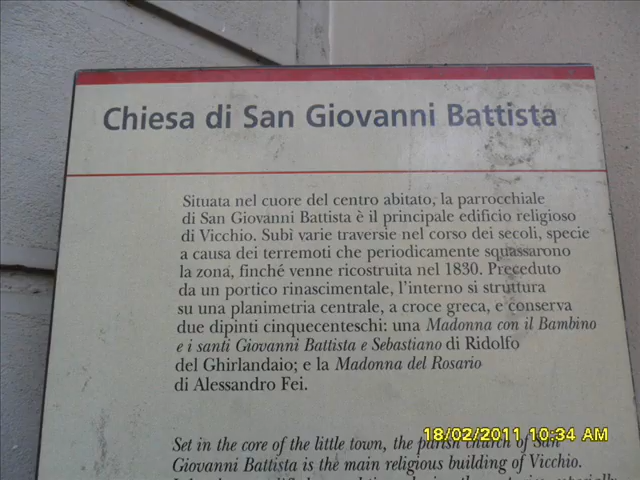 Chiesa di San Giovanni Battista
Situata nel cuore del centro abitato, la parrocchiale
di San Giovanni Battista è il principale edificio religioso
di Vicchio. Subì varie traversie nel corso dei secoli, specie
a causa dei terremoti che periodicamente squassarono
la zona, finché venne ricostruita nel 1830. Preceduto
da un portico rinascimentale, l'interno si struttura
su una planimetria centrale, a croce greca, e conserva
due dipinti cinquecenteschi: una Madonna con il Bambino
e i santi Giovanni Battista e Sebastiano di Ridolfo
del Ghirlandaio; e la Madonna del Rosario
di Alessandro Fei.
18/02/2011 10:34 AM
Set in the core of the little town, the parish church of San
Giovanni Battista is the main religious building of Vicchio.